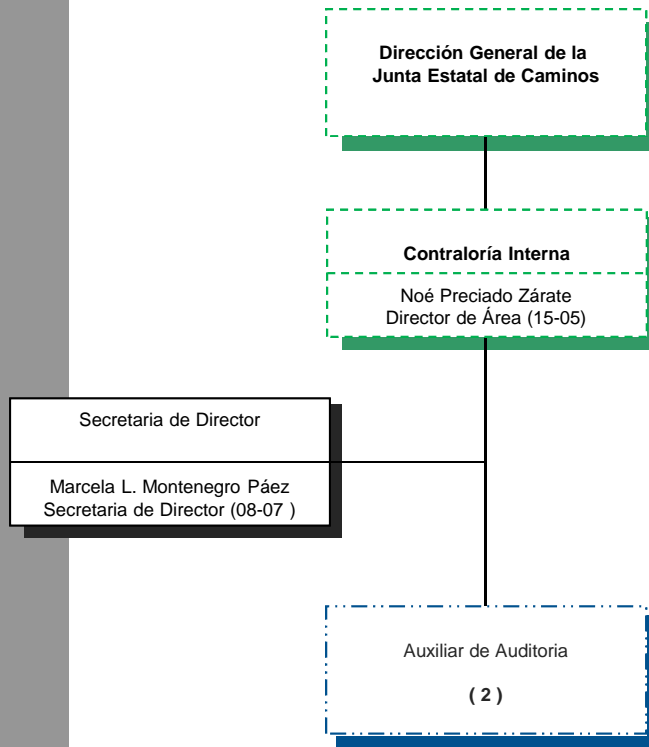 Dirección General de la
Junta Estatal de Caminos
Contraloría Interna
Noé Preciado Zárate
Director de Área (15-05)
Secretaria de Director
Marcela L. Montenegro Páez
Secretaria de Director (08-07 )
Auxiliar de Auditoria
( 2 )